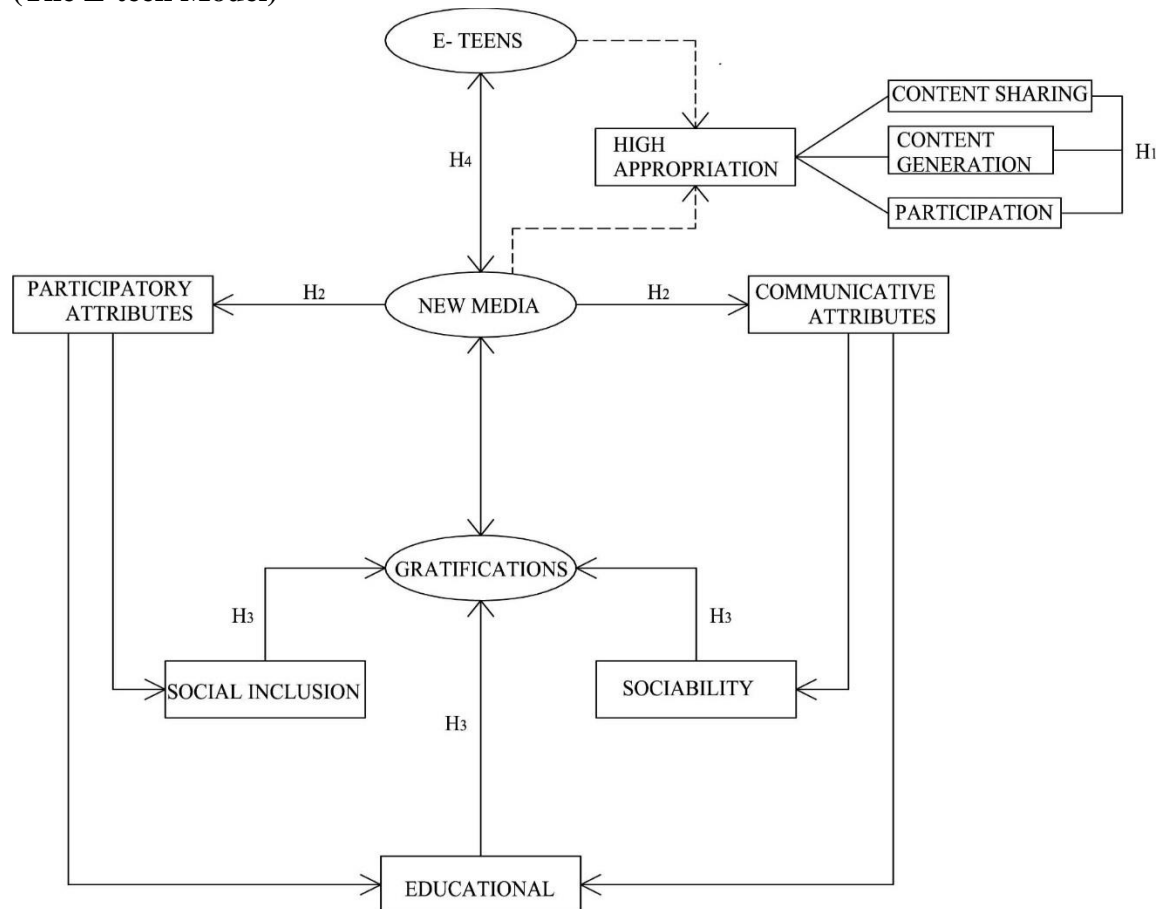 (The E-teen Model)
E- TEENS
CONTENT SHARING
HIGH
APPROPRIATION
CONTENT
GENERATION
H1
H4
PARTICIPATION
PARTICIPATORY
ATTRIBUTES
H2
NEW MEDIA
H2
COMMUNICATIVE
ATTRIBUTES
GRATIFICATIONS
H3
H3
SOCIAL INCLUSION
SOCIABILITY
H3
EDUCATIONAL